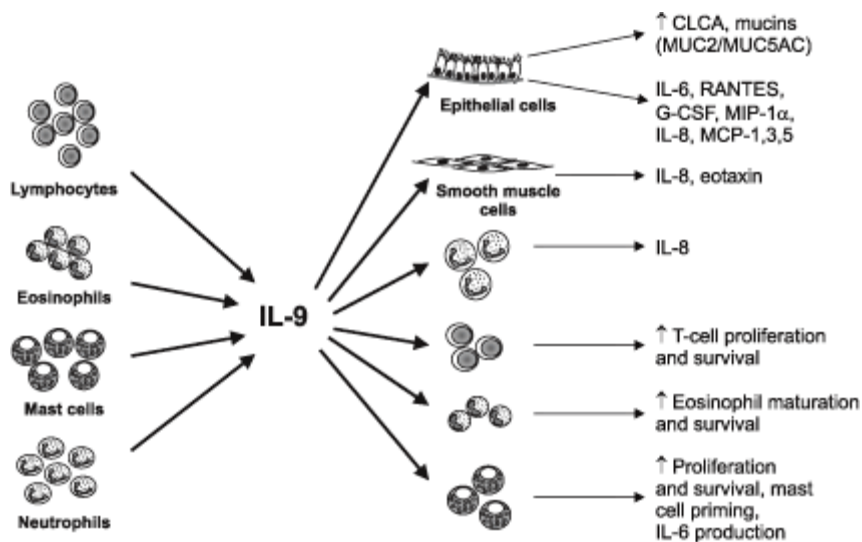 Lymphocytes
Eosinophils
Mast cells
Neutrophils
IL-9
Epithelial cells
Smooth muscle
cells
↑ CLCA, mucins
(MUC2/MUC5AC)
IL-6, RANTES,
G-CSF, MIP-1α,
IL-8, MCP-1,3,5
IL-8, eotaxin
IL-8
↑ T-cell proliferation
and survival
↑ Eosinophil maturation
and survival
↑ Proliferation
and survival, mast
cell priming,
IL-6 production